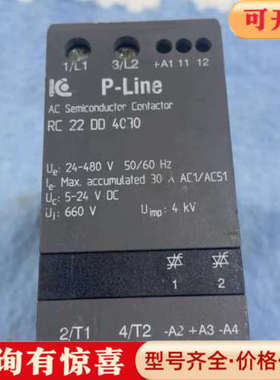 可开
1/L1 3/L2 +A1 11 12
P-Line
AC Semiconductor Contactor
RC 22 DD 4070
Ue: 24-480 V 50/60 Hz
Ie: Max. accumulated 30 A AC1/AC51
Uc: 5-24 V DC
Ui: 660 V Uimp: 4 kV
1 2
2/T1 4/T2 -A2 +A3 -A4
询有惊喜
型号齐全·价格